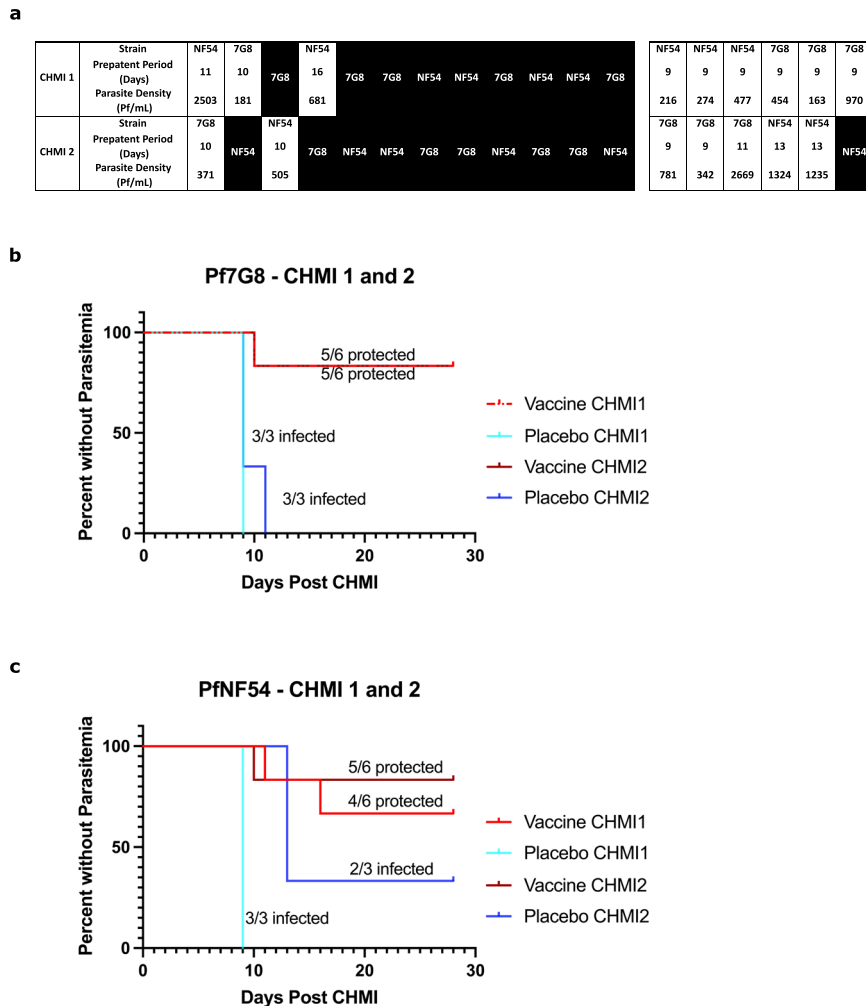 a
CHMI 1
Strain NF54 7G8 7G8 NF54 7G8 7G8 NF54 NF54 7G8 NF54 NF54 7G8 NF54 NF54 NF54 7G8 7G8 7G8
Prepatent Period (Days) 11 10 16 9 9 9 9 9 9
Parasite Density (Pf/mL) 2503 181 681 216 274 477 454 163 970
CHMI 2
Strain 7G8 NF54 NF54 7G8 NF54 NF54 7G8 7G8 NF54 7G8 7G8 NF54 7G8 7G8 7G8 NF54 NF54 NF54
Prepatent Period (Days) 10 10 9 9 11 13 13
Parasite Density (Pf/mL) 371 505 781 342 2669 1324 1235
b
Pf7G8 - CHMI 1 and 2
Percent without Parasitemia
100
50
0
5/6 protected
5/6 protected
3/3 infected
3/3 infected
0 10 20 30
Days Post CHMI
Vaccine CHMI1
Placebo CHMI1
Vaccine CHMI2
Placebo CHMI2
c
PfNF54 - CHMI 1 and 2
Percent without Parasitemia
100
50
0
5/6 protected
4/6 protected
2/3 infected
3/3 infected
0 10 20 30
Days Post CHMI
Vaccine CHMI1
Placebo CHMI1
Vaccine CHMI2
Placebo CHMI2